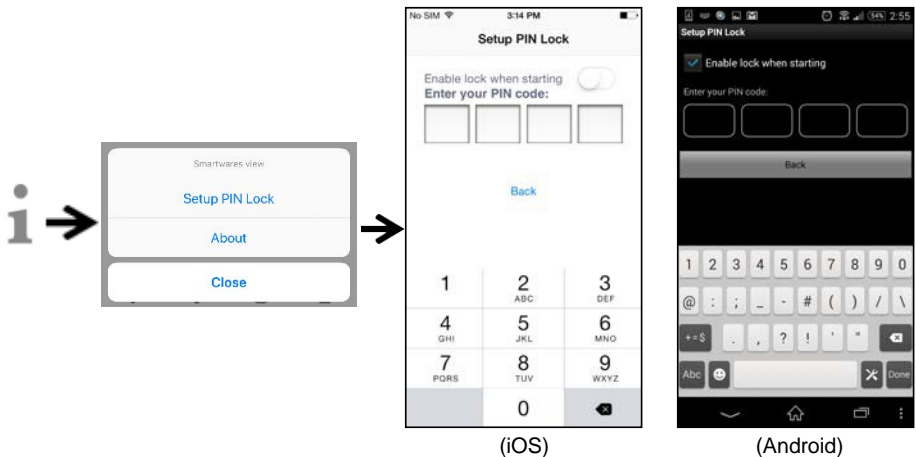 i
Smartwares view
Setup PIN Lock
About
Close
No SIM 3:14 PM
Setup PIN Lock
Enable lock when starting
Enter your PIN code:
Back
1 2 3
ABC DEF
4 5 6
GHI JKL MNO
7 8 9
PQRS TUV WXYZ
0
(iOS)
54% 2:55
Setup PIN Lock
Enable lock when starting
Enter your PIN code:
Back
1 2 3 4 5 6 7 8 9 0
@ : ; _ - # ( ) / \
+=$ . , ? ! ' "
Abc Done
(Android)